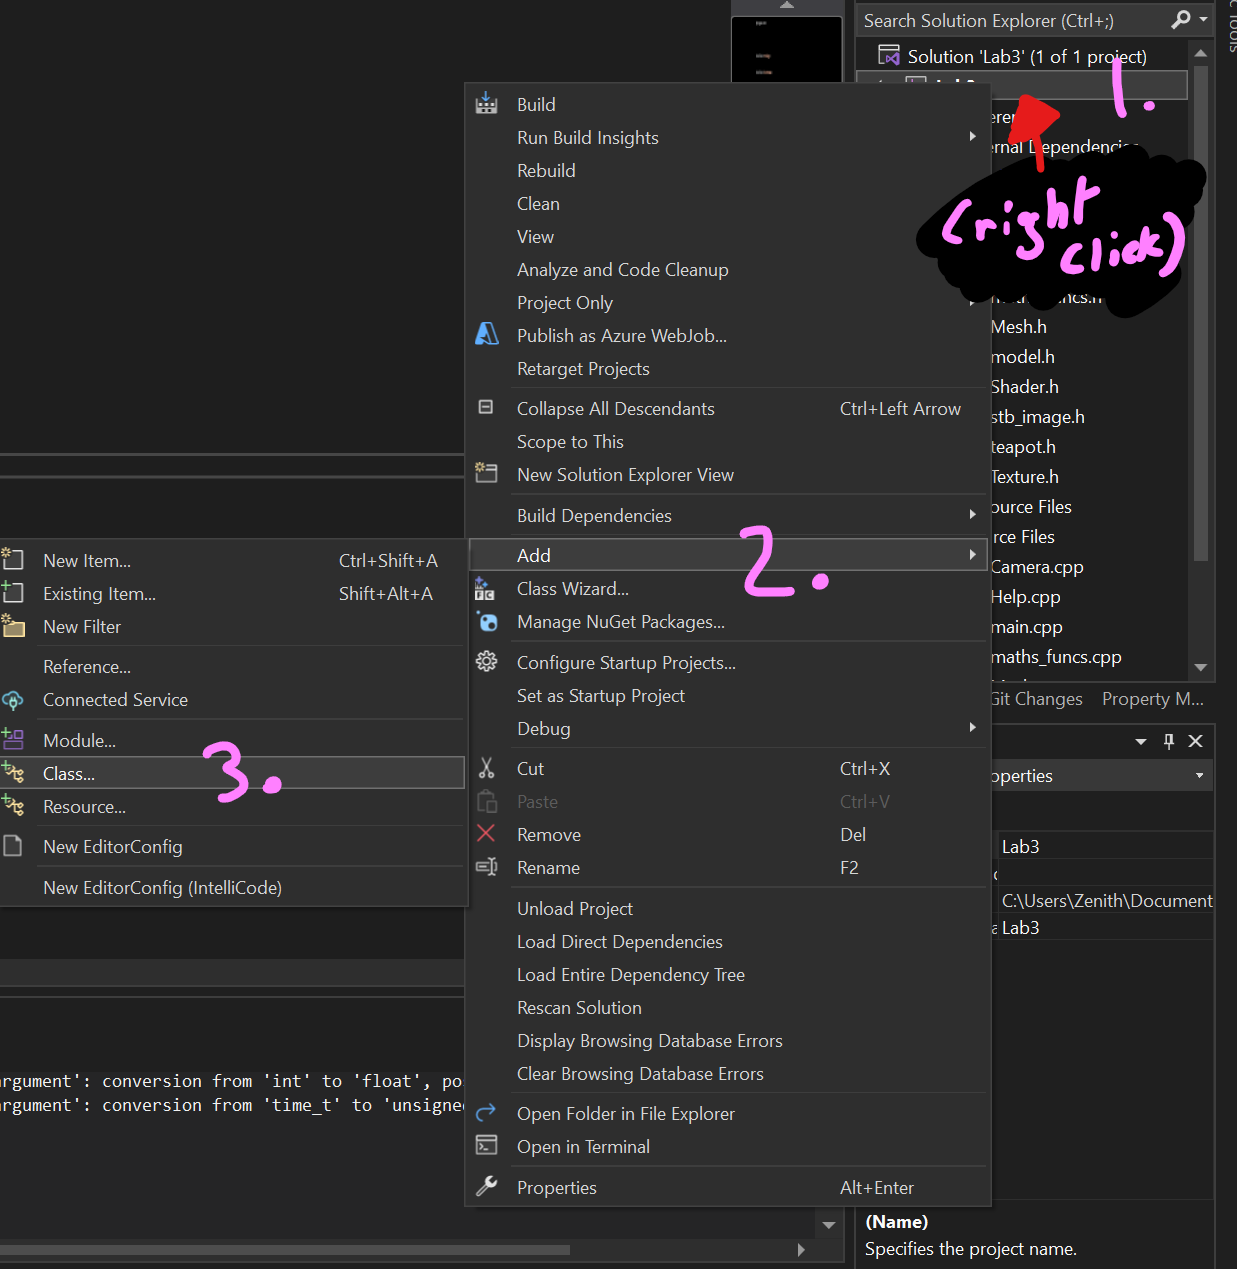 Search Solution Explorer (Ctrl+;)
Solution 'Lab3' (1 of 1 project)
1.
(right
click)
Mesh.h
model.h
Shader.h
stb_image.h
teapot.h
Texture.h
ource Files
rce Files
Camera.cpp
Help.cpp
main.cpp
maths_funcs.cpp
Git Changes Property M...
operties
Lab3
C:\Users\Zenith\Document
Lab3
(Name)
Specifies the project name.
Build
Run Build Insights
Rebuild
Clean
View
Analyze and Code Cleanup
Project Only
Publish as Azure WebJob...
Retarget Projects
Collapse All Descendants Ctrl+Left Arrow
Scope to This
New Solution Explorer View
Build Dependencies
Add
2.
Class Wizard...
Manage NuGet Packages...
Configure Startup Projects...
Set as Startup Project
Debug
Cut Ctrl+X
Paste Ctrl+V
Remove Del
Rename F2
Unload Project
Load Direct Dependencies
Load Entire Dependency Tree
Rescan Solution
Display Browsing Database Errors
Clear Browsing Database Errors
Open Folder in File Explorer
Open in Terminal
Properties Alt+Enter
New Item... Ctrl+Shift+A
Existing Item... Shift+Alt+A
New Filter
Reference...
Connected Service
Module...
Class...
3.
Resource...
New EditorConfig
New EditorConfig (IntelliCode)
argument': conversion from 'int' to 'float', po
argument': conversion from 'time_t' to 'unsigned